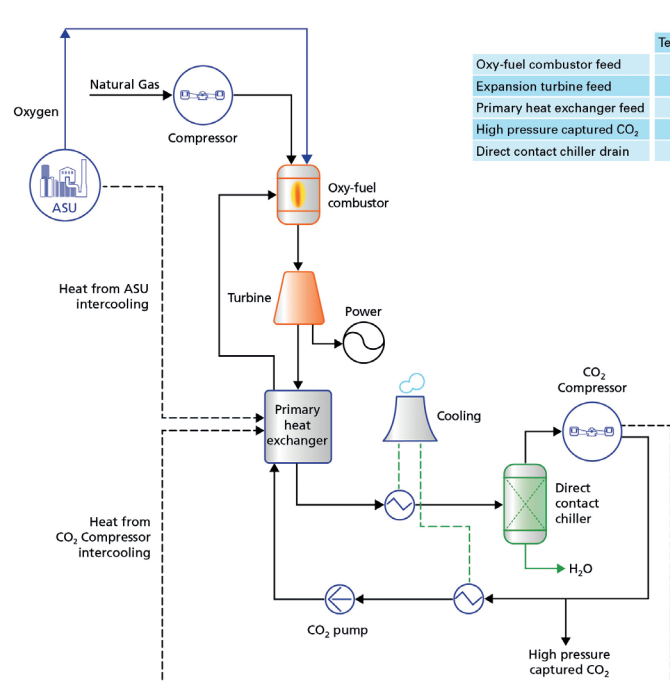 Te
Oxy-fuel combustor feed
Expansion turbine feed
Primary heat exchanger feed
High pressure captured CO₂
Direct contact chiller drain
Natural Gas
Oxygen
Compressor
ASU
Oxy-fuel
combustor
Heat from ASU
intercooling
Turbine
Power
CO₂
Compressor
Primary
heat
exchanger
Cooling
Direct
contact
chiller
Heat from
CO₂ Compressor
intercooling
H₂O
CO₂ pump
High pressure
captured CO₂